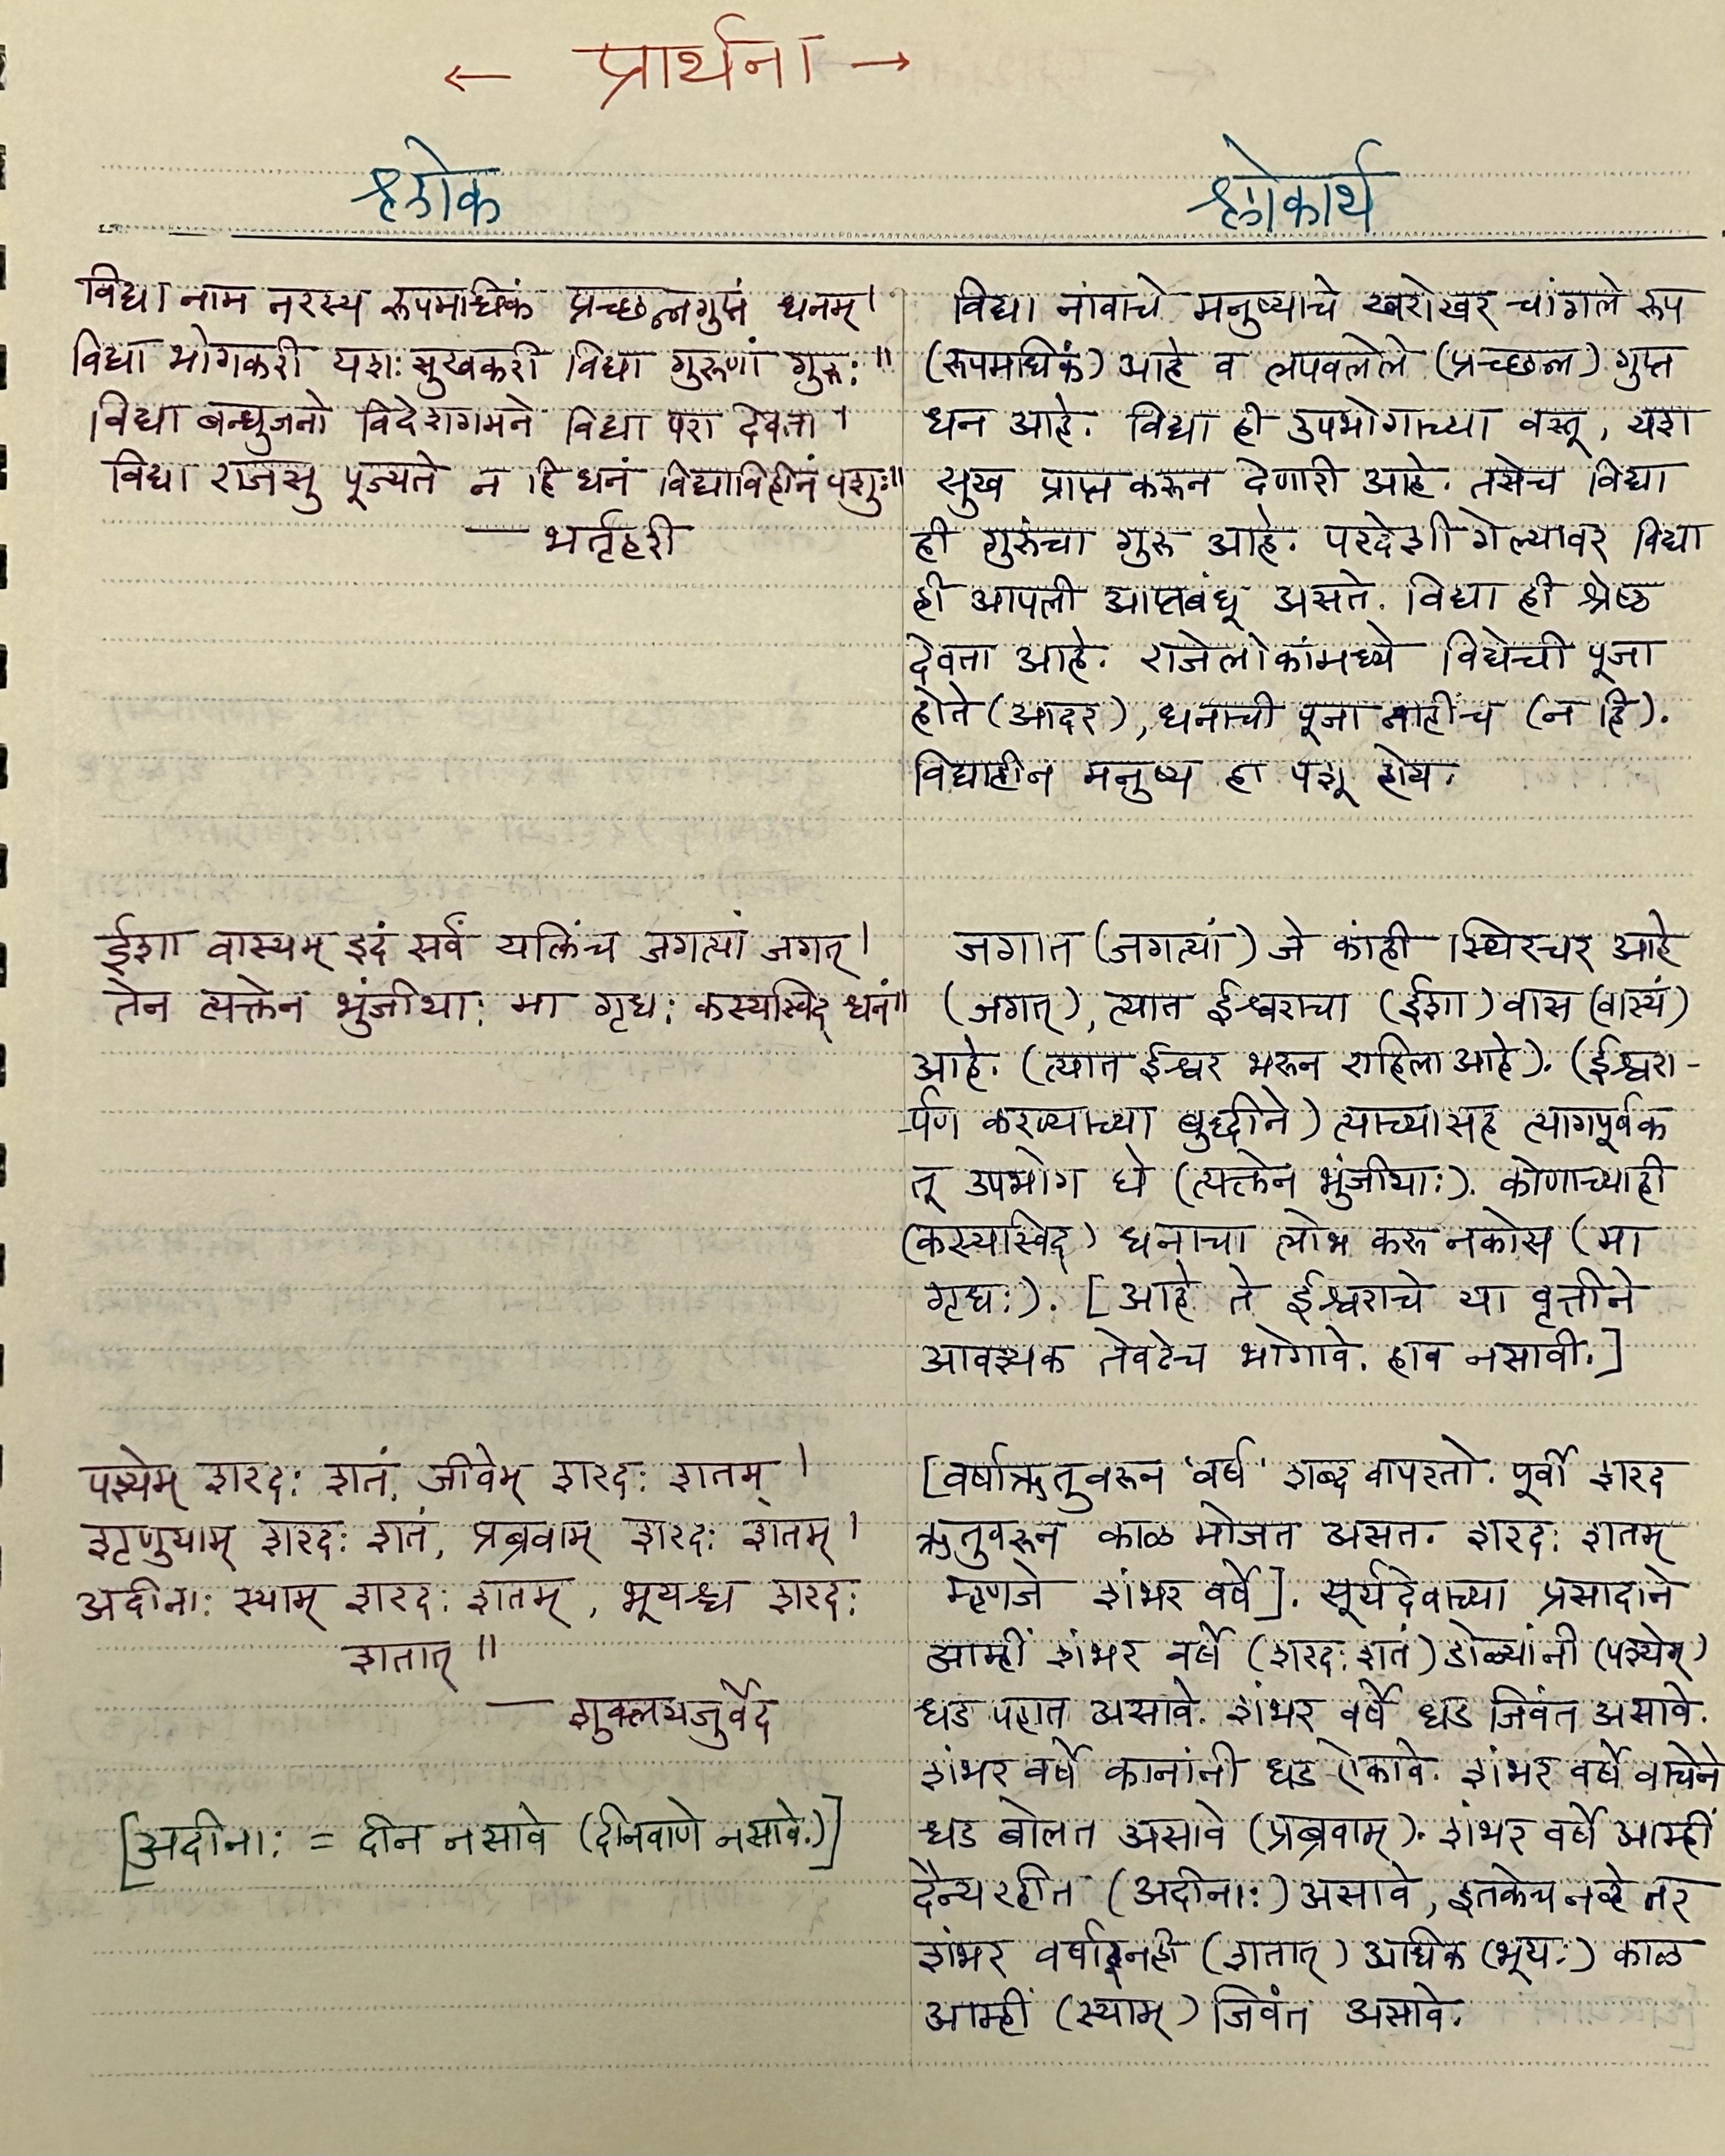 ← प्रार्थना →
श्लोक
श्लोकार्थ
विद्या नाम नरस्य रूपमधिकं प्रच्छन्नगुप्तं धनम्।
विद्या भोगकरी यशःसुखकरी विद्या गुरूणां गुरुः॥
विद्या बन्धुजनो विदेशगमने विद्या परा देवता।
विद्या राजसु पूज्यते न हि धनं विद्याविहीनं पशुः॥
— भर्तृहरी
विद्या नांवाचे मनुष्याचे खरोखर चांगले रूप
(रूपमधिकं) आहे व लपवलेले (प्रच्छन्न) गुप्त
धन आहे. विद्या ही उपभोगाच्या वस्तू, यश
सुख प्राप्त करून देणारी आहे. तसेच विद्या
ही गुरुंचा गुरू आहे. परदेशी गेल्यावर विद्या
ही आपली आप्तबंधू असते. विद्या ही श्रेष्ठ
देवता आहे. राजेलोकांमध्ये विद्येची पूजा
होते (आदर), धनाची पूजा नाहींच (न हि).
विद्याहीन मनुष्य हा पशू होय.
ईशा वास्यम् इदं सर्वं यत्किंच जगत्यां जगत्।
तेन त्यक्तेन भुंजीथाः मा गृधः कस्यस्विद् धनं॥
जगात (जगत्यां) जे कांही स्थिरचर आहे
(जगत्), त्यात ईश्वराचा (ईशा) वास (वास्यं)
आहे. (त्यात ईश्वर भरून राहिला आहे). (ईश्वरा-
र्पण करण्याच्या बुद्धीने) त्याच्यासह त्यागपूर्वक
तू उपभोग घे (त्यक्तेन भुंजीथाः). कोणाच्याही
(कस्यास्विद्) धनाचा लोभ करू नकोस (मा
गृधः). [आहे ते ईश्वराचे या वृत्तीने
आवश्यक तेवढेच भोगावे. हाव नसावी.]
पश्येम् शरदः शतं, जीवेम् शरदः शतम्।
शृणुयाम् शरदः शतं, प्रब्रवाम् शरदः शतम्।
अदीनाः स्याम् शरदः शतम्, भूयश्च शरदः
शतात्॥
— शुक्लयजुर्वेद
[अदीनाः = दीन नसावे (दीनवाणे नसावे.)]
[वर्षाऋतुवरून 'वर्ष' शब्द वापरतो. पूर्वी शरद
ऋतुवरून काळ मोजत असत. शरदः शतम्
म्हणजे शंभर वर्षे]. सूर्यदेवाच्या प्रसादाने
आम्हीं शंभर वर्षे (शरदः शतं) डोळ्यांनी (पश्येम्)
धड पहात असावे. शंभर वर्षे धड जिवंत असावे.
शंभर वर्षे कानांनी धड ऐकावे. शंभर वर्षे वाचेने
धड बोलत असावे (प्रब्रवाम्). शंभर वर्षे आम्हीं
दैन्यरहीत (अदीनाः) असावे, इतकेच नव्हे तर
शंभर वर्षाहूनही (शतात्) अधिक (भूयः) काळ
आम्ही (स्याम्) जिवंत असावे.